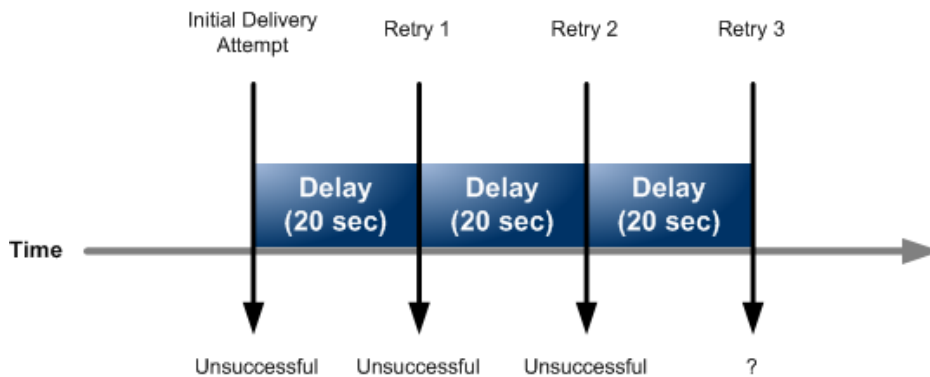 Initial Delivery
Attempt
Retry 1
Retry 2
Retry 3
Delay
(20 sec)
Delay
(20 sec)
Delay
(20 sec)
Time
Unsuccessful
Unsuccessful
Unsuccessful
?